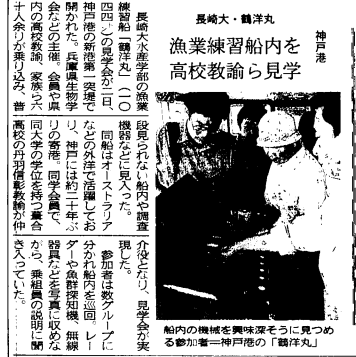 長崎大・鶴洋丸
神戸港
漁業練習船内を
高校教諭ら見学
長崎大水産学部の漁業
練習船「鶴洋丸」(一〇
四四㌧)の見学会が一日、
神戸港の新港第一突堤で
開かれた。兵庫県生物学
会などの主催。会員や県
内の高校教諭、家族ら六
十人余りが乗り込み、普
段見られない船内や調査
機器などに見入った。
同船はオーストラリア
などの外洋で活躍してお
り、神戸には約二十年ぶ
りの寄港。同学会員で、
同大学の学位を持つ葺合
高校の丹羽信彰教諭が仲
介役となり、見学会が実
現した。
参加者は数グループに
分かれ船内を巡回。レー
ダーや魚群探知機、無線
器具などを写真に収めな
がら、乗組員の説明に聞
き入っていた。
船内の機械を興味深そうに見つめ
る参加者＝神戸港の「鶴洋丸」